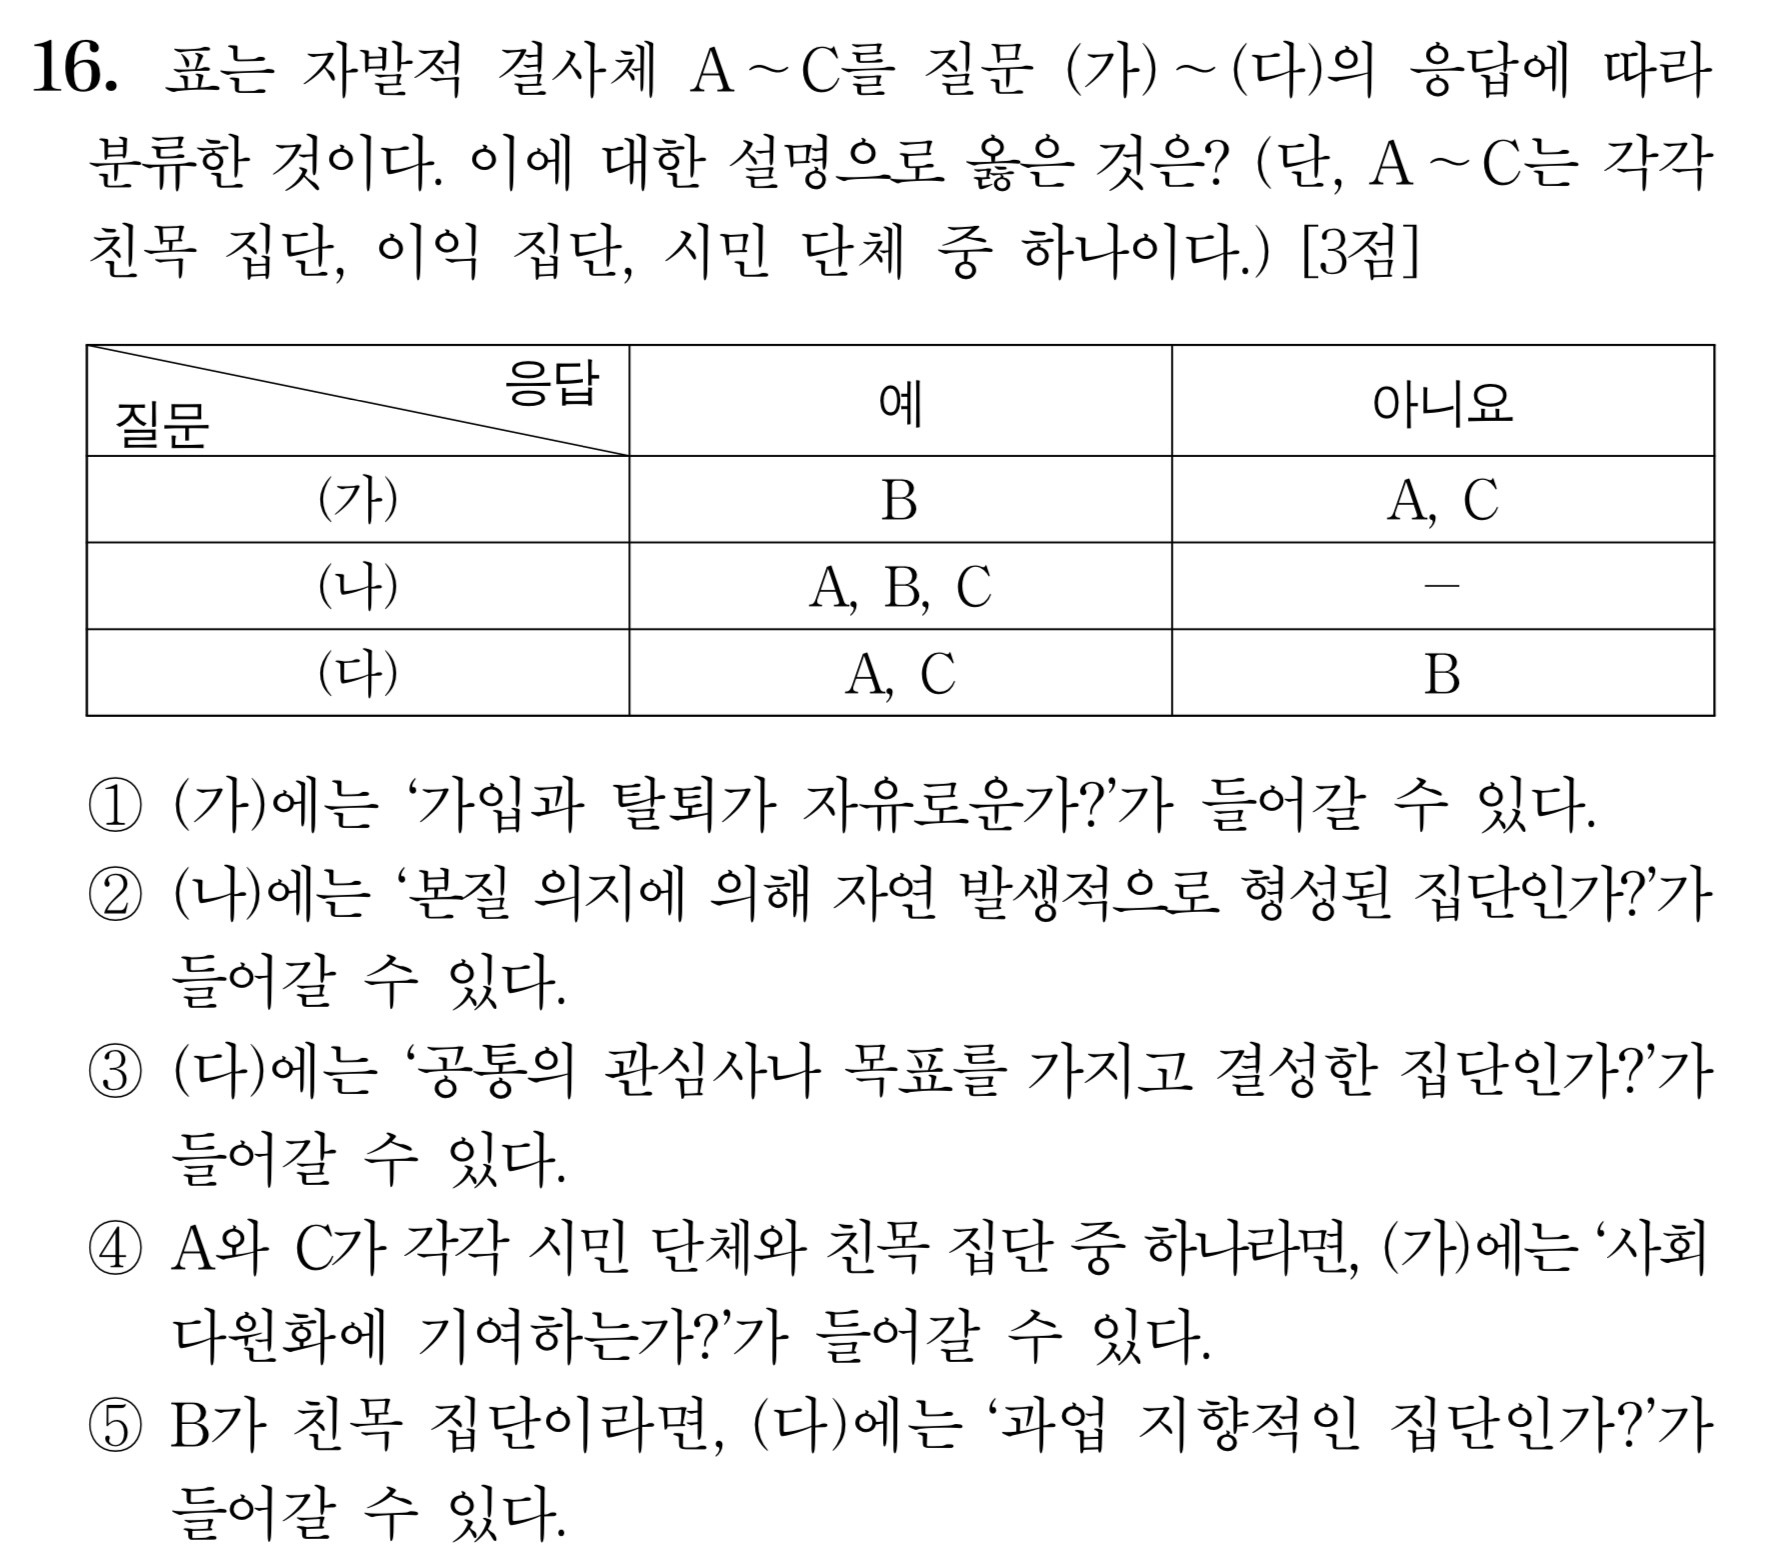 16. 표는 자발적 결사체 A～C를 질문 (가)～(다)의 응답에 따라
분류한 것이다. 이에 대한 설명으로 옳은 것은? (단, A～C는 각각
친목 집단, 이익 집단, 시민 단체 중 하나이다.) [3점]
응답
질문
예
아니요
(가) B A, C
(나) A, B, C －
(다) A, C B
① (가)에는 ‘가입과 탈퇴가 자유로운가?’가 들어갈 수 있다.
② (나)에는 ‘본질 의지에 의해 자연 발생적으로 형성된 집단인가?’가
들어갈 수 있다.
③ (다)에는 ‘공통의 관심사나 목표를 가지고 결성한 집단인가?’가
들어갈 수 있다.
④ A와 C가 각각 시민 단체와 친목 집단 중 하나라면, (가)에는 ‘사회
다원화에 기여하는가?’가 들어갈 수 있다.
⑤ B가 친목 집단이라면, (다)에는 ‘과업 지향적인 집단인가?’가
들어갈 수 있다.